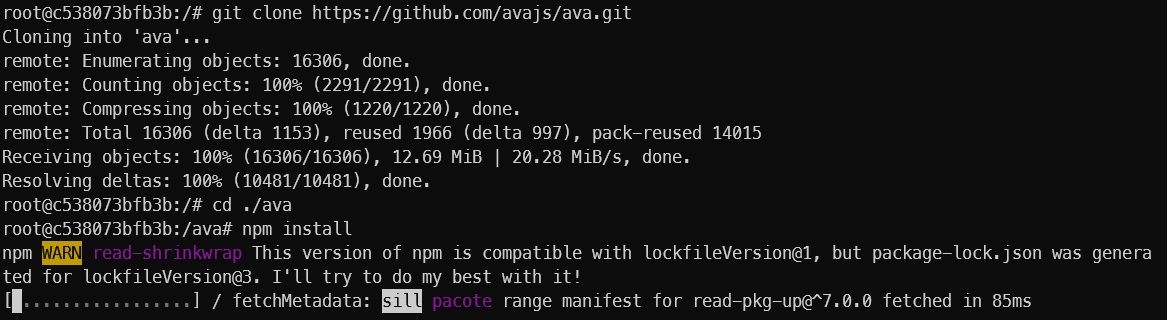 root@c538073bfb3b:/# git clone https://github.com/avajs/ava.git
Cloning into 'ava'...
remote: Enumerating objects: 16306, done.
remote: Counting objects: 100% (2291/2291), done.
remote: Compressing objects: 100% (1220/1220), done.
remote: Total 16306 (delta 1153), reused 1966 (delta 997), pack-reused 14015
Receiving objects: 100% (16306/16306), 12.69 MiB | 20.28 MiB/s, done.
Resolving deltas: 100% (10481/10481), done.
root@c538073bfb3b:/# cd ./ava
root@c538073bfb3b:/ava# npm install
npm WARN read-shrinkwrap This version of npm is compatible with lockfileVersion@1, but package-lock.json was genera
ted for lockfileVersion@3. I'll try to do my best with it!
[ .................] / fetchMetadata: sill pacote range manifest for read-pkg-up@^7.0.0 fetched in 85ms